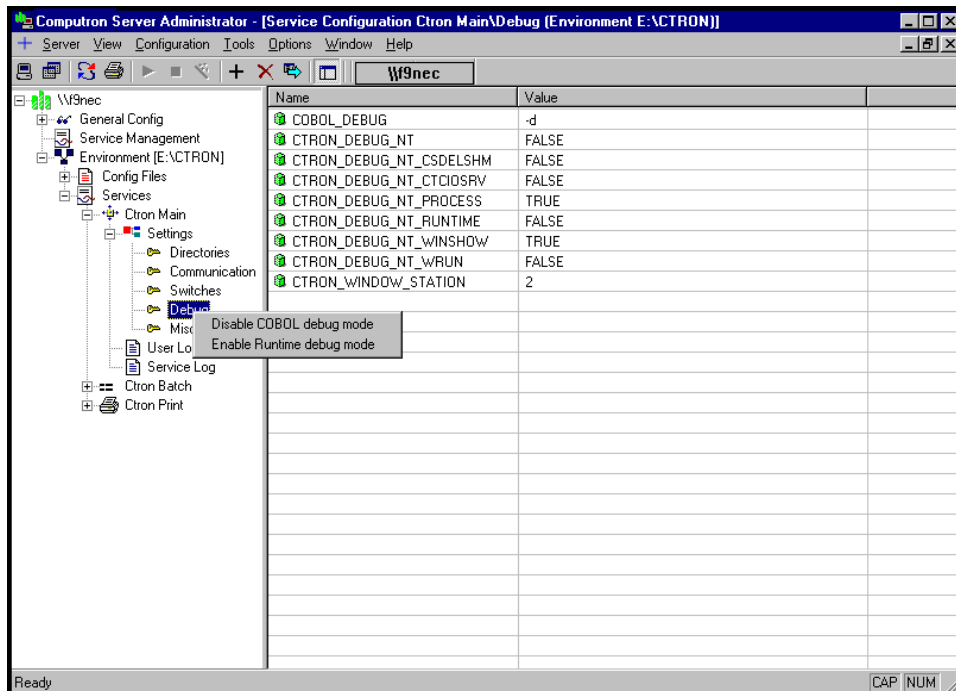 Computron Server Administrator - [Service Configuration Ctron Main\Debug (Environment E:\CTRON)]
Server View Configuration Tools Options Window Help
\\f9nec
\\f9nec
General Config
Service Management
Environment [E:\CTRON]
Config Files
Services
Ctron Main
Settings
Directories
Communication
Switches
Debug
Misc
User Lo
Service Log
Ctron Batch
Ctron Print
Disable COBOL debug mode
Enable Runtime debug mode
Name Value
COBOL_DEBUG -d
CTRON_DEBUG_NT FALSE
CTRON_DEBUG_NT_CSDELSHM FALSE
CTRON_DEBUG_NT_CTCIOSRV FALSE
CTRON_DEBUG_NT_PROCESS TRUE
CTRON_DEBUG_NT_RUNTIME FALSE
CTRON_DEBUG_NT_WINSHOW TRUE
CTRON_DEBUG_NT_WRUN FALSE
CTRON_WINDOW_STATION 2
Ready CAP NUM